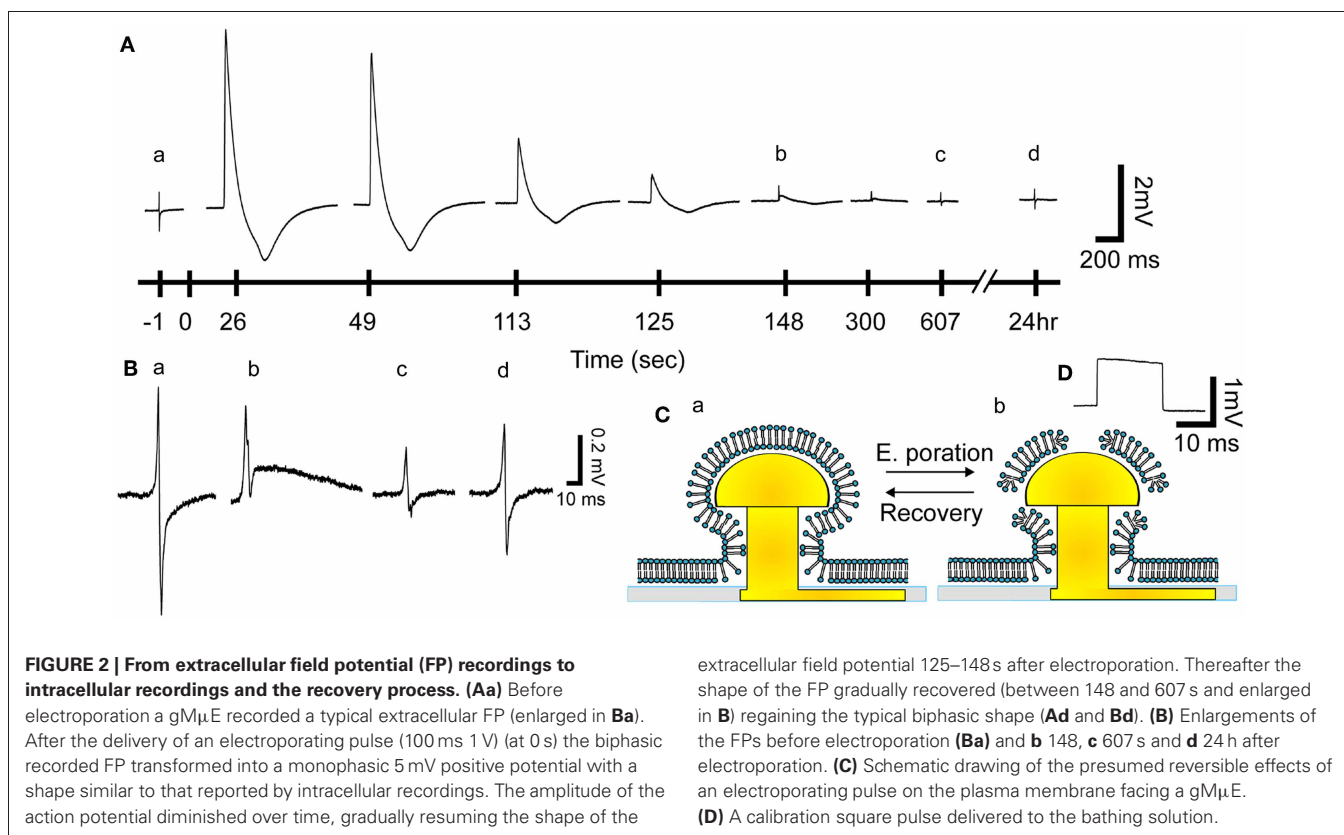 A
a
b
c
d
2mV
200 ms
-1 0 26 49 113 125 148 300 607 24hr
Time (sec)
B
a
b
c
d
0.2 mV
10 ms
C
a
E. poration
Recovery
b
D
1mV
10 ms
FIGURE 2 | From extracellular field potential (FP) recordings to
intracellular recordings and the recovery process. (Aa) Before
electroporation a gMμE recorded a typical extracellular FP (enlarged in Ba).
After the delivery of an electroporating pulse (100 ms 1 V) (at 0 s) the biphasic
recorded FP transformed into a monophasic 5 mV positive potential with a
shape similar to that reported by intracellular recordings. The amplitude of the
action potential diminished over time, gradually resuming the shape of the
extracellular field potential 125–148 s after electroporation. Thereafter the
shape of the FP gradually recovered (between 148 and 607 s and enlarged
in B) regaining the typical biphasic shape (Ad and Bd). (B) Enlargements of
the FPs before electroporation (Ba) and b 148, c 607 s and d 24 h after
electroporation. (C) Schematic drawing of the presumed reversible effects of
an electroporating pulse on the plasma membrane facing a gMμE.
(D) A calibration square pulse delivered to the bathing solution.